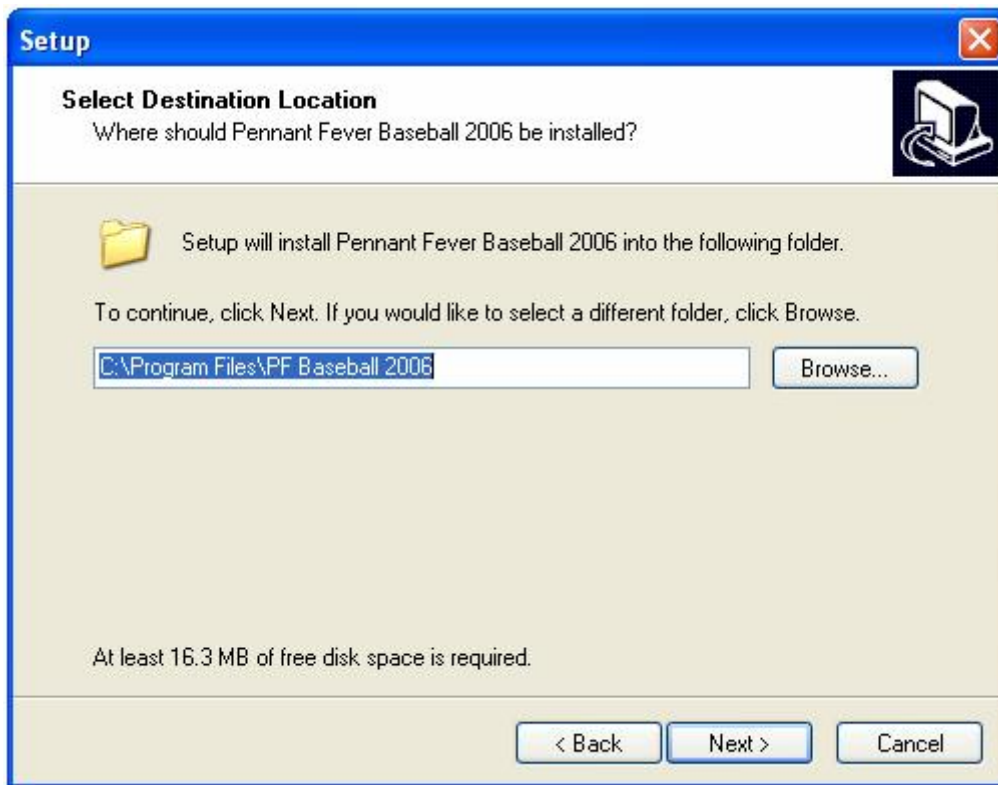 Setup
Select Destination Location
Where should Pennant Fever Baseball 2006 be installed?
Setup will install Pennant Fever Baseball 2006 into the following folder.
To continue, click Next. If you would like to select a different folder, click Browse.
C:\Program Files\PF Baseball 2006
Browse...
At least 16.3 MB of free disk space is required.
< Back
Next >
Cancel